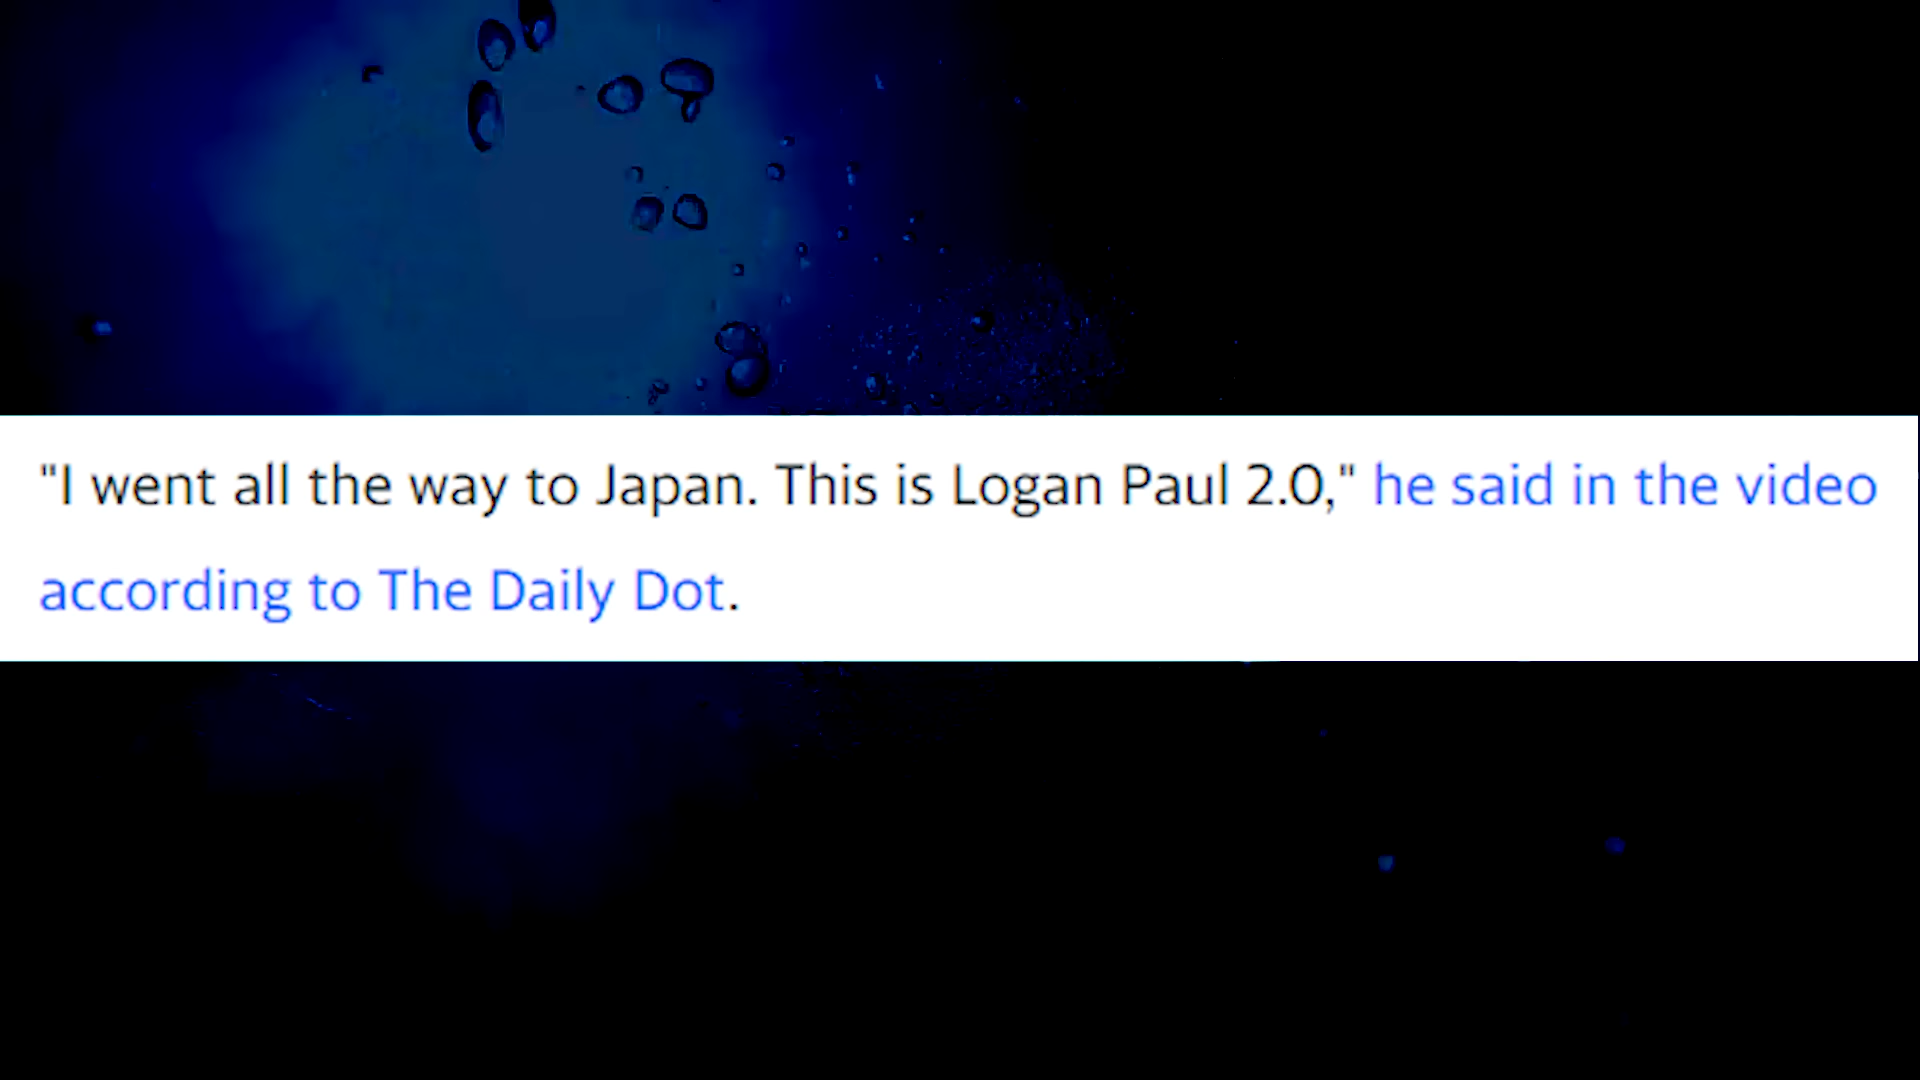 "I went all the way to Japan. This is Logan Paul 2.0," he said in the video
according to The Daily Dot.